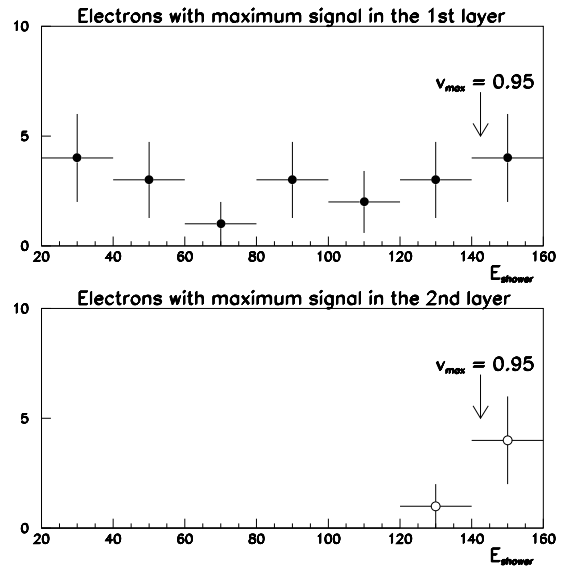 Electrons with maximum signal in the 1st layer
10
v_max = 0.95
5
0
20 40 60 80 100 120 140 160
E_shower
Electrons with maximum signal in the 2nd layer
10
v_max = 0.95
5
0
20 40 60 80 100 120 140 160
E_shower